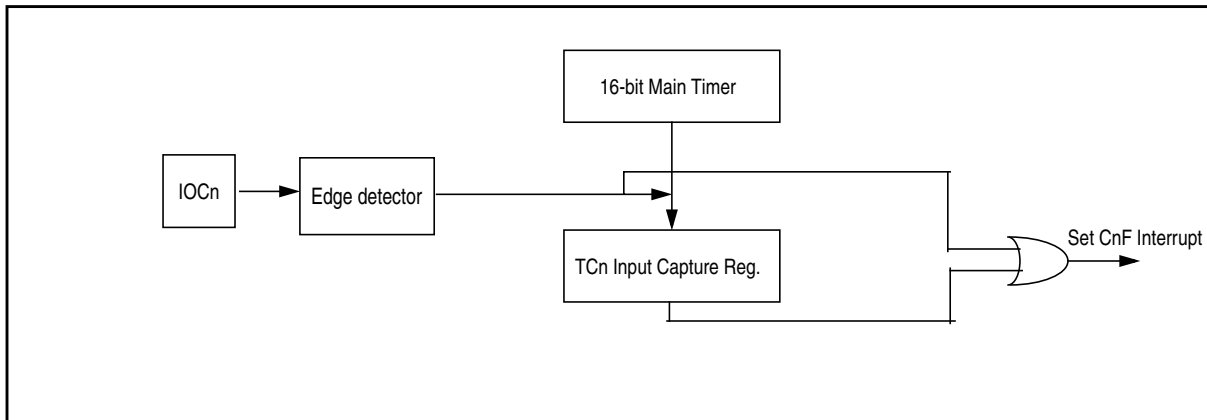 16-bit Main Timer
IOCn
Edge detector
TCn Input Capture Reg.
Set CnF Interrupt